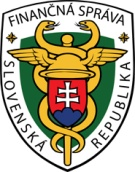 FINANČNÁ SPRÁVA
SLOVENSKÁ REPUBLIKA